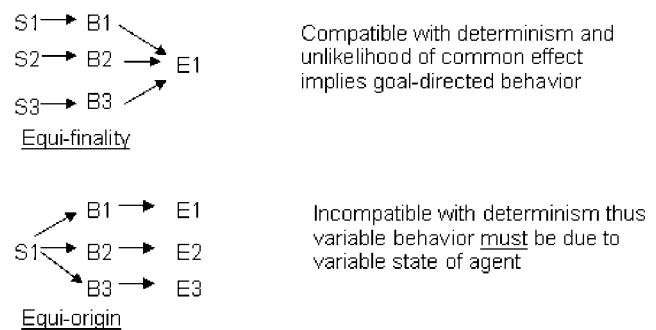 S1 B1
S2 B2 E1
S3 B3
Equi-finality
Compatible with determinism and
unlikelihood of common effect
implies goal-directed behavior
B1 E1
S1 B2 E2
B3 E3
Equi-origin
Incompatible with determinism thus
variable behavior must be due to
variable state of agent